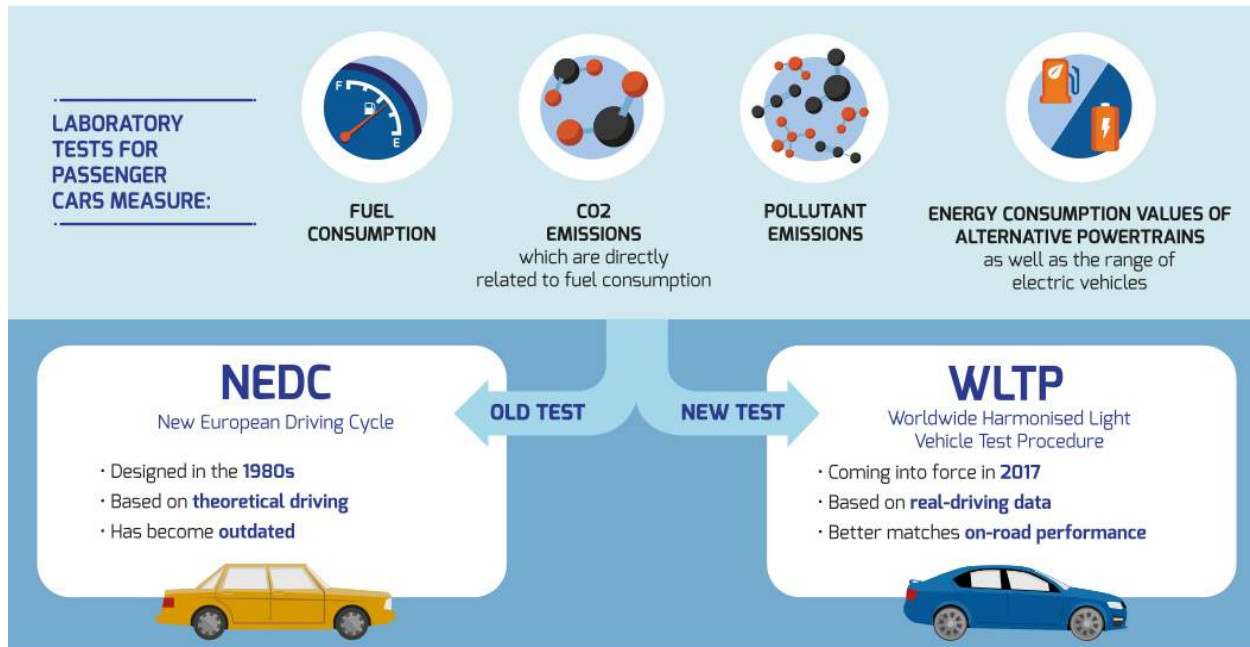 LABORATORY
TESTS FOR
PASSENGER
CARS MEASURE:
F
E
FUEL
CONSUMPTION
CO2
EMISSIONS
which are directly
related to fuel consumption
POLLUTANT
EMISSIONS
ENERGY CONSUMPTION VALUES OF
ALTERNATIVE POWERTRAINS
as well as the range of
electric vehicles
NEDC
New European Driving Cycle
· Designed in the 1980s
· Based on theoretical driving
· Has become outdated
OLD TEST
NEW TEST
WLTP
Worldwide Harmonised Light
Vehicle Test Procedure
· Coming into force in 2017
· Based on real-driving data
· Better matches on-road performance